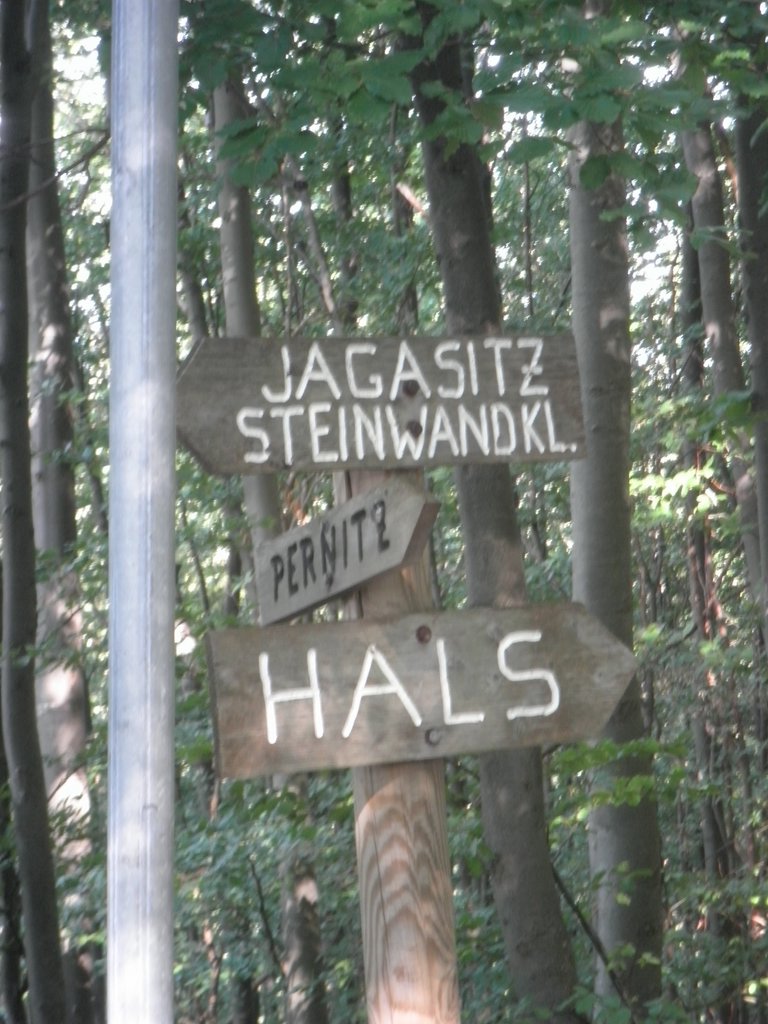 JAGASITZ
STEINWANDKL.
PERNITZ
HALS